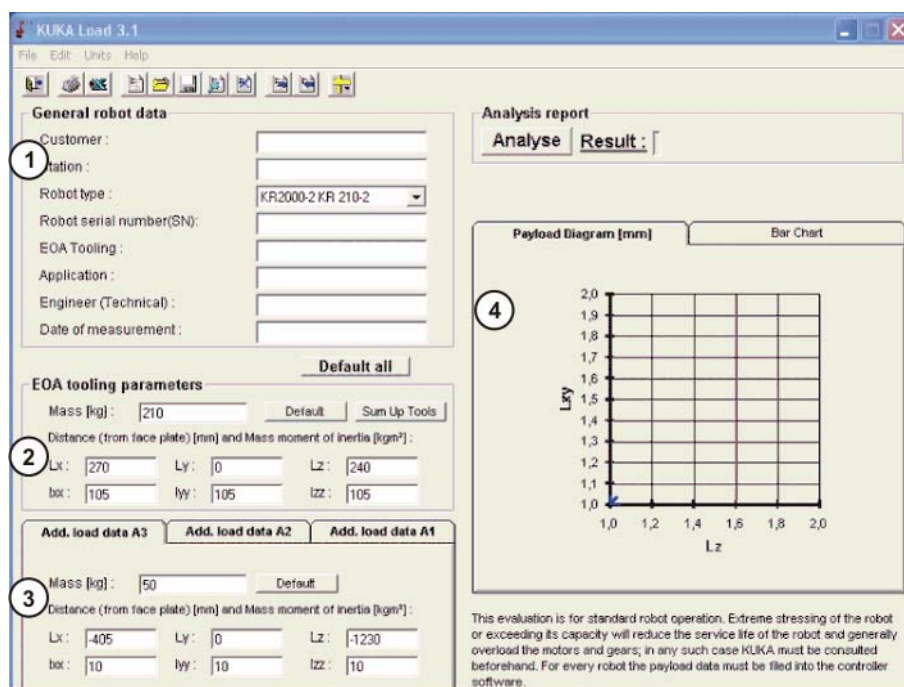 KUKA Load 3.1
File Edit Units Help
General robot data
1
Customer :
tation :
Robot type : KR2000-2 KR 210-2
Robot serial number(SN):
EOA Tooling :
Application :
Engineer (Technical) :
Date of measurement :
Default all
EOA tooling parameters
Mass [kg] : 210 Default Sum Up Tools
Distance (from face plate) [mm] and Mass moment of inertia [kgm²] :
2
Lx : 270 Ly : 0 Lz : 240
Ixx : 105 Iyy : 105 Izz : 105
Add. load data A3 Add. load data A2 Add. load data A1
Mass [kg] : 50 Default
3
Distance (from face plate) [mm] and Mass moment of inertia [kgm²] :
Lx : -405 Ly : 0 Lz : -1230
Ixx : 10 Iyy : 10 Izz : 10
Analysis report
Analyse Result :
Payload Diagram [mm] Bar Chart
4
2,0
1,9
1,8
1,7
1,6
1,5
1,4
1,3
1,2
1,1
1,0
Lxy
1,0 1,2 1,4 1,6 1,8 2,0
Lz
This evaluation is for standard robot operation. Extreme stressing of the robot
or exceeding its capacity will reduce the service life of the robot and generally
overload the motors and gears; in any such case KUKA must be consulted
beforehand. For every robot the payload data must be filed into the controller
software.